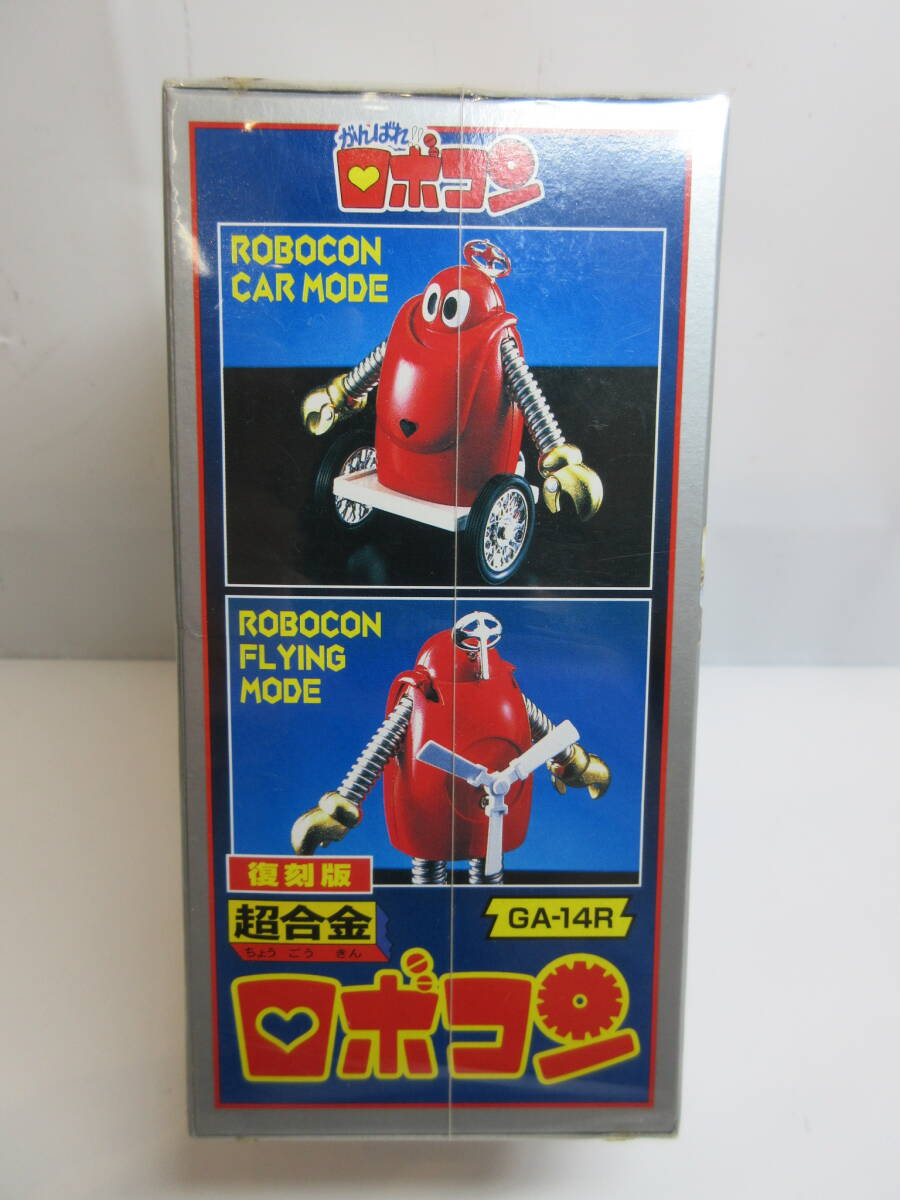 がんばれ!!
ロボコン
ROBOCON
CAR MODE
ROBOCON
FLYING
MODE
復刻版
超合金
ちょう ごう きん
GA-14R
ロボコン